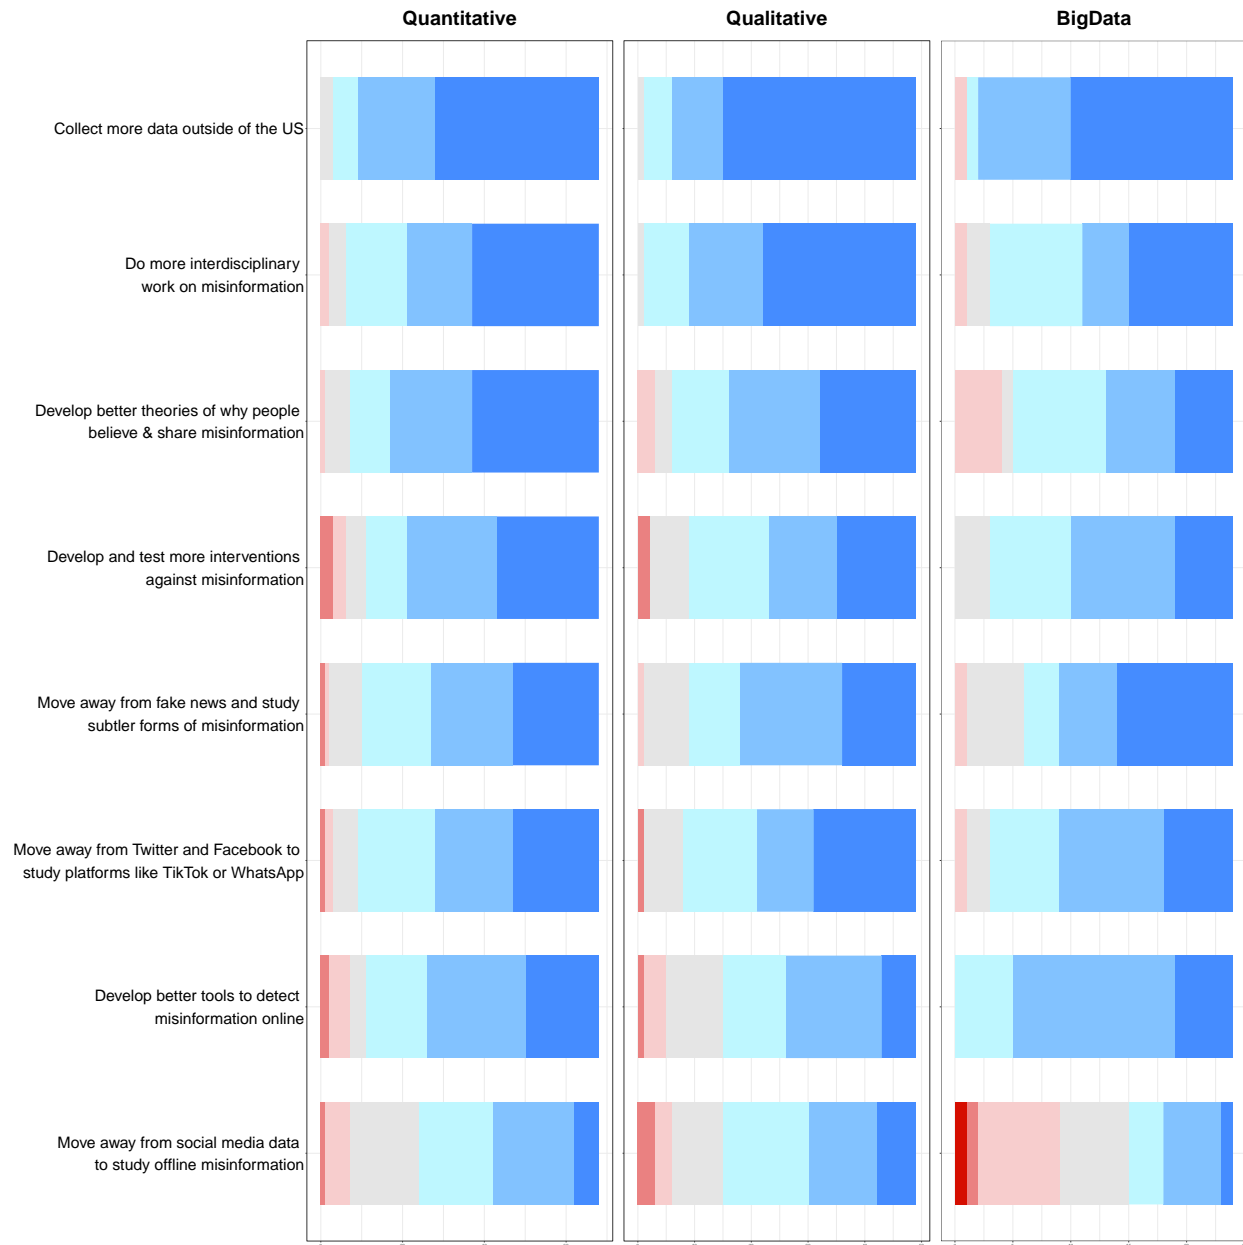 Quantitative
Qualitative
BigData
Collect more data outside of the US
Do more interdisciplinary
work on misinformation
Develop better theories of why people
believe & share misinformation
Develop and test more interventions
against misinformation
Move away from fake news and study
subtler forms of misinformation
Move away from Twitter and Facebook to
study platforms like TikTok or WhatsApp
Develop better tools to detect
misinformation online
Move away from social media data
to study offline misinformation